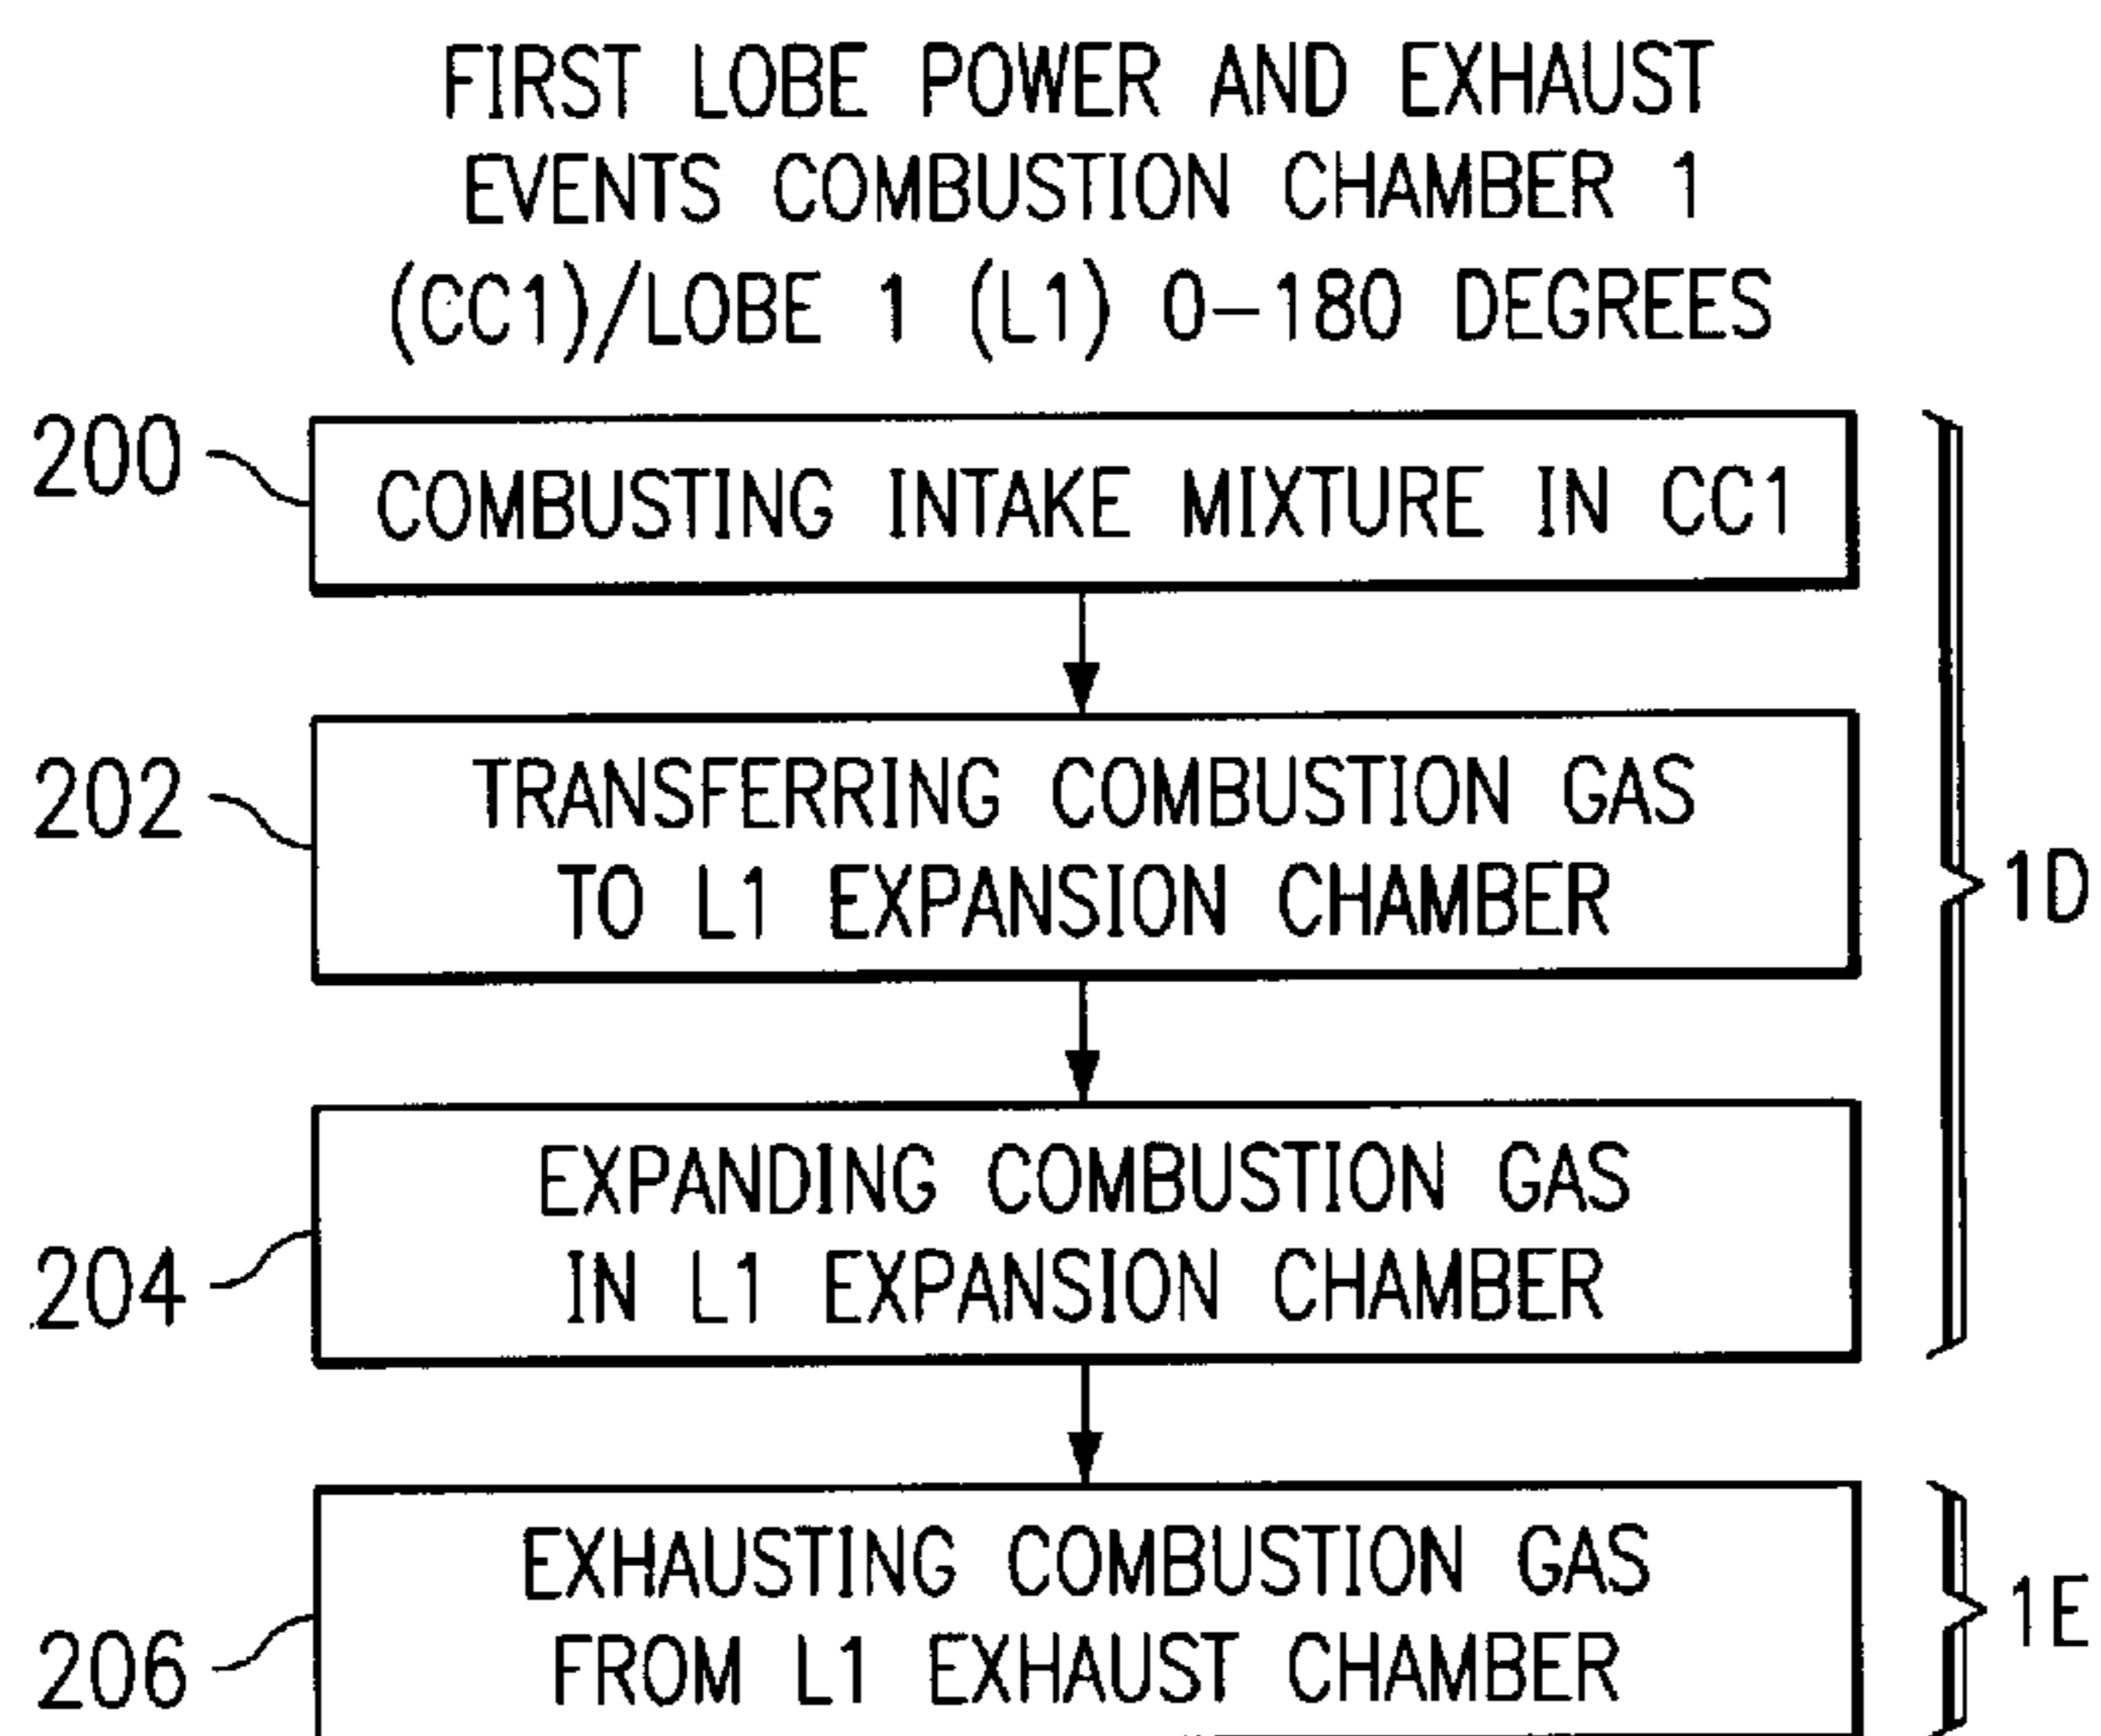 FIRST LOBE POWER AND EXHAUST
EVENTS COMBUSTION CHAMBER 1
(CC1)/LOBE 1 (L1) 0-180 DEGREES
200
COMBUSTING INTAKE MIXTURE IN CC1
202
TRANSFERRING COMBUSTION GAS
TO L1 EXPANSION CHAMBER
1D
204
EXPANDING COMBUSTION GAS
IN L1 EXPANSION CHAMBER
206
EXHAUSTING COMBUSTION GAS
FROM L1 EXHAUST CHAMBER
1E